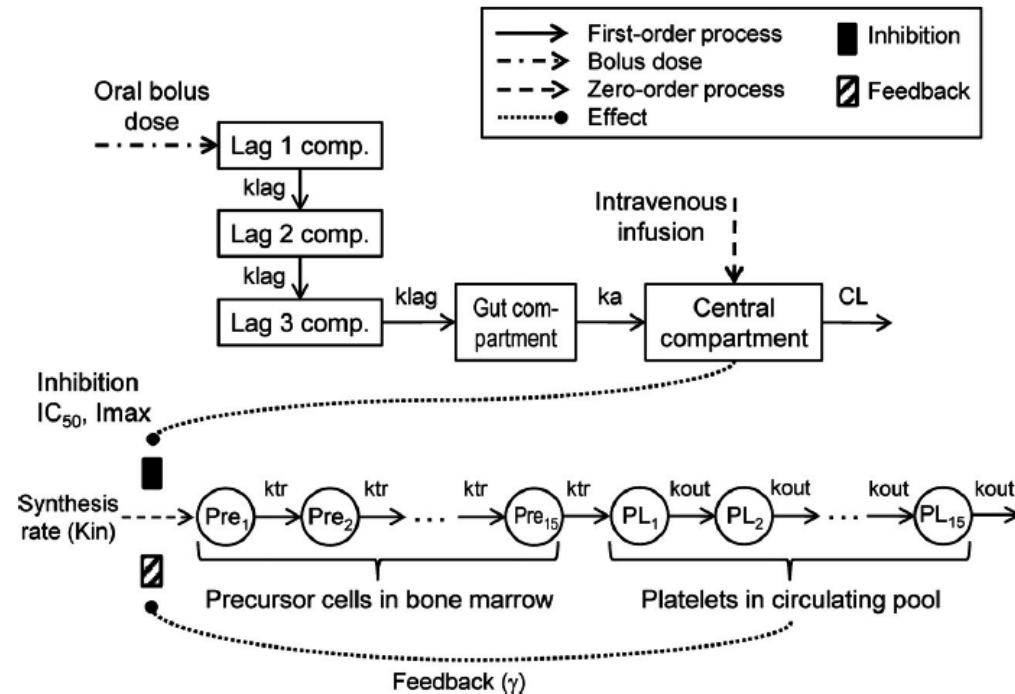 First-order process
Bolus dose
Zero-order process
Effect
Inhibition
Feedback
Oral bolus
dose
Lag 1 comp.
klag
Lag 2 comp.
klag
Lag 3 comp.
klag
Gut com-
partment
ka
Intravenous
infusion
Central
compartment
CL
Inhibition
IC50, Imax
Synthesis
rate (Kin)
Pre1
ktr
Pre2
ktr
...
ktr
Pre15
ktr
PL1
kout
PL2
kout
...
kout
PL15
kout
Precursor cells in bone marrow
Platelets in circulating pool
Feedback (γ)